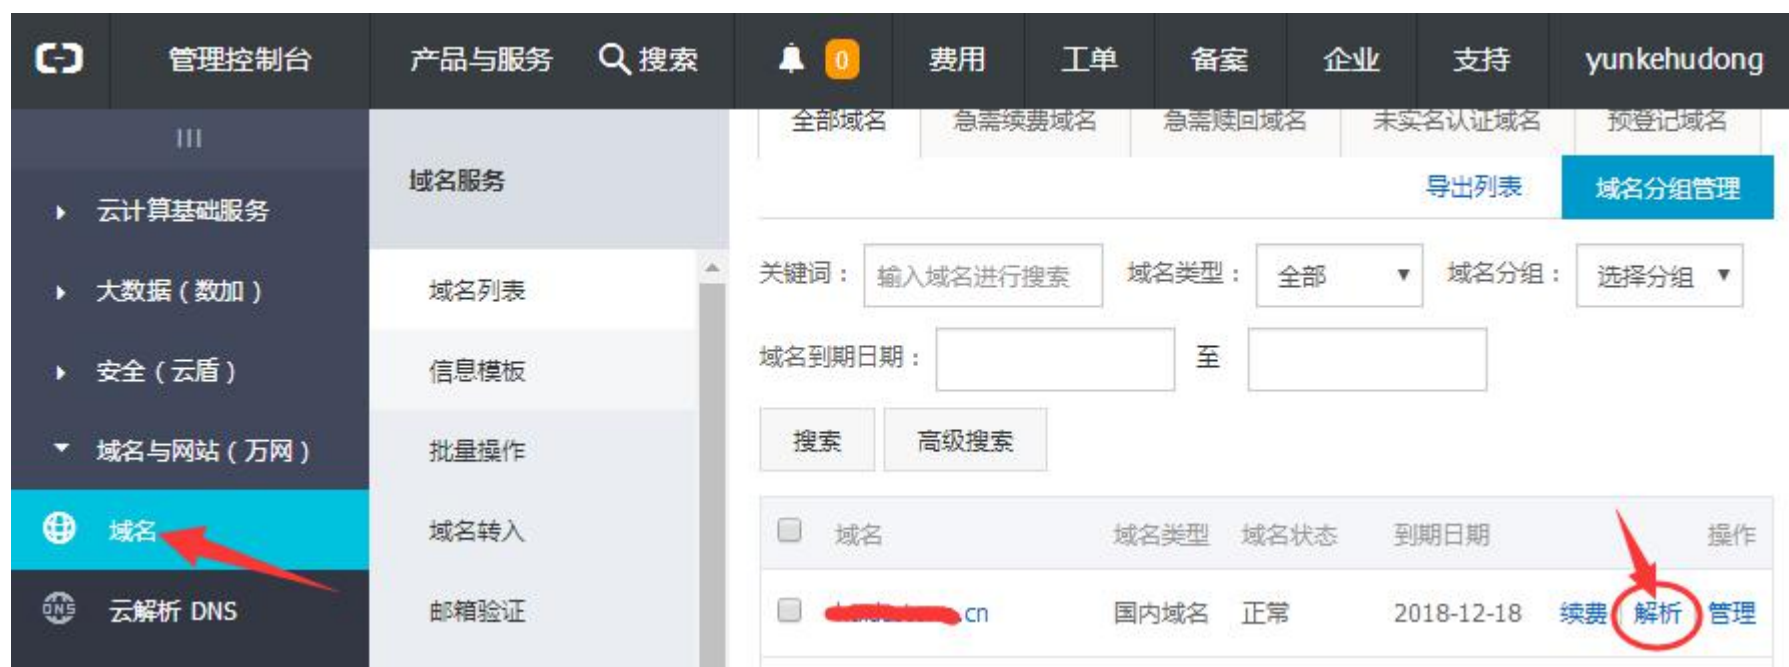 管理控制台 产品与服务 搜索 0 费用 工单 备案 企业 支持 yunkehudong
云计算基础服务
大数据（数加）
安全（云盾）
域名与网站（万网）
域名
云解析 DNS
域名服务
域名列表
信息模板
批量操作
域名转入
邮箱验证
全部域名 急需续费域名 急需赎回域名 未实名认证域名 预登记域名
导出列表 域名分组管理
关键词： 输入域名进行搜索 域名类型： 全部 域名分组： 选择分组
域名到期日期： 至
搜索 高级搜索
域名 域名类型 域名状态 到期日期 操作
.cn 国内域名 正常 2018-12-18 续费 解析 管理